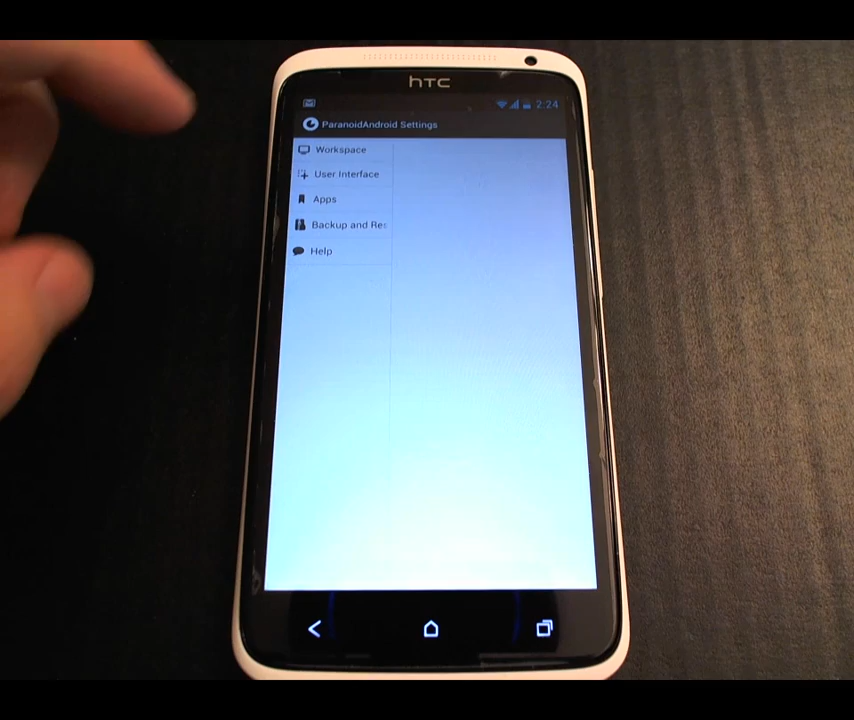 hTC
2:24
ParanoidAndroid Settings
Workspace
User Interface
Apps
Backup and Res
Help